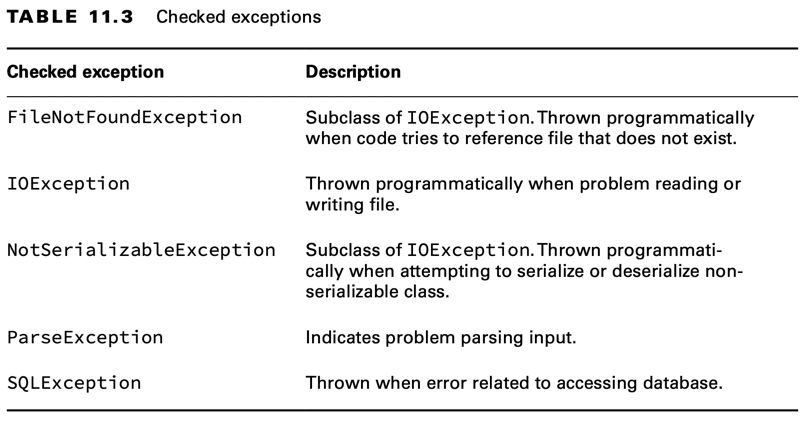 TABLE 11.3 Checked exceptions
Checked exception Description
FileNotFoundException Subclass of IOException. Thrown programmatically
when code tries to reference file that does not exist.
IOException Thrown programmatically when problem reading or
writing file.
NotSerializableException Subclass of IOException. Thrown programmati-
cally when attempting to serialize or deserialize non-
serializable class.
ParseException Indicates problem parsing input.
SQLException Thrown when error related to accessing database.